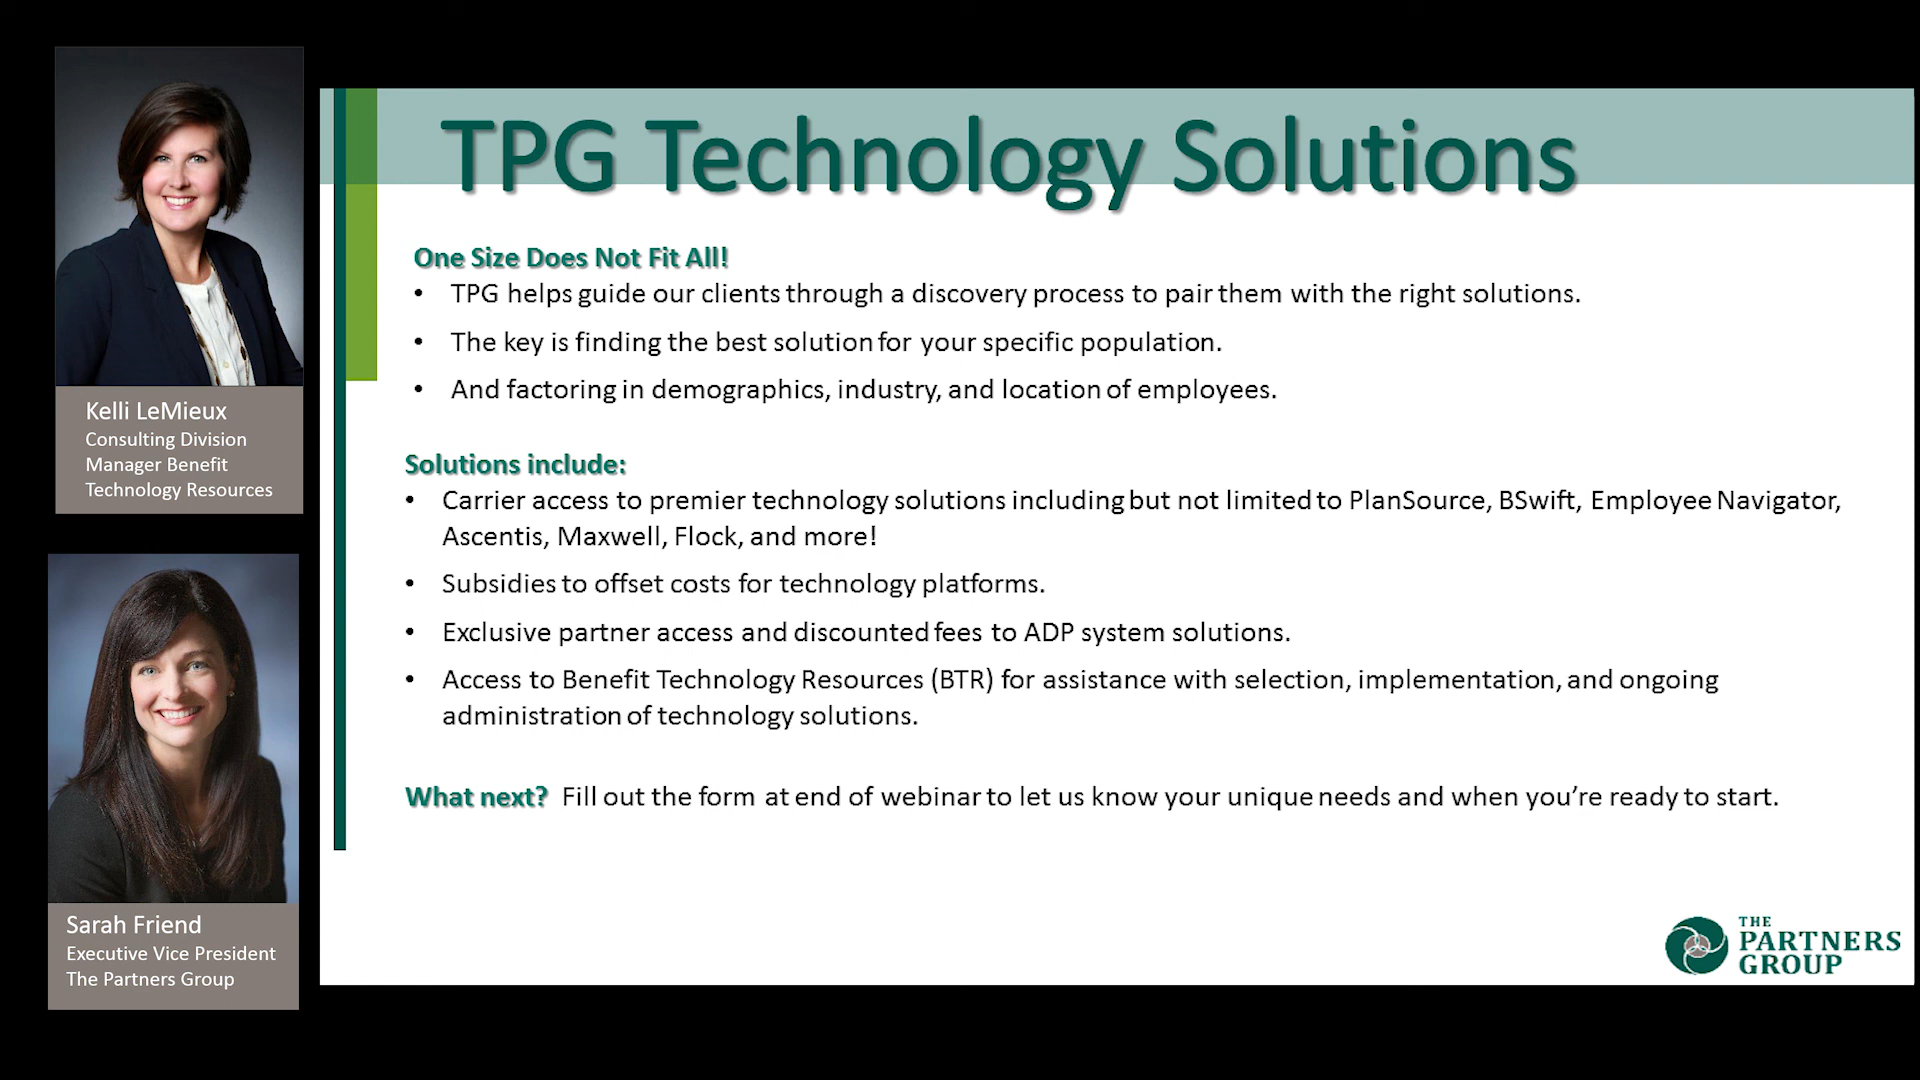 Kelli LeMieux
Consulting Division
Manager Benefit
Technology Resources
Sarah Friend
Executive Vice President
The Partners Group
TPG Technology Solutions
One Size Does Not Fit All!
• TPG helps guide our clients through a discovery process to pair them with the right solutions.
• The key is finding the best solution for your specific population.
• And factoring in demographics, industry, and location of employees.
Solutions include:
• Carrier access to premier technology solutions including but not limited to PlanSource, BSwift, Employee Navigator,
Ascentis, Maxwell, Flock, and more!
• Subsidies to offset costs for technology platforms.
• Exclusive partner access and discounted fees to ADP system solutions.
• Access to Benefit Technology Resources (BTR) for assistance with selection, implementation, and ongoing
administration of technology solutions.
What next? Fill out the form at end of webinar to let us know your unique needs and when you’re ready to start.
THE
PARTNERS
GROUP